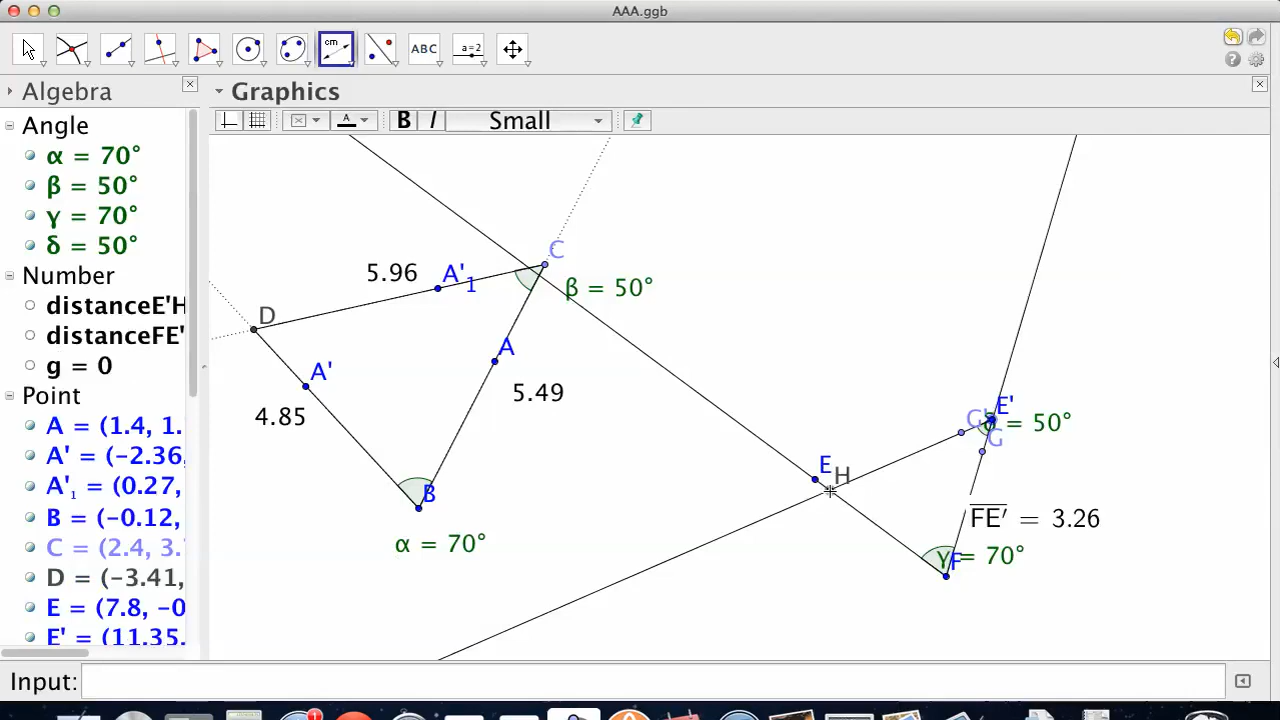 AAA.ggb
cm
ABC
a=2
Algebra
Graphics
B I Small
Angle
α = 70°
β = 50°
γ = 70°
δ = 50°
Number
distanceE'H
distanceFE'
g = 0
Point
A = (1.4, 1.
A' = (-2.36,
A'₁ = (0.27,
B = (-0.12,
C = (2.4, 3.
D = (-3.41,
E = (7.8, -0
E' = (11.35.
C
5.96
A'₁
β = 50°
D
A
A'
5.49
4.85
E'
G'
δ = 50°
G
E
H
B
FE′ = 3.26
α = 70°
γ = 70°
F
Input:
1